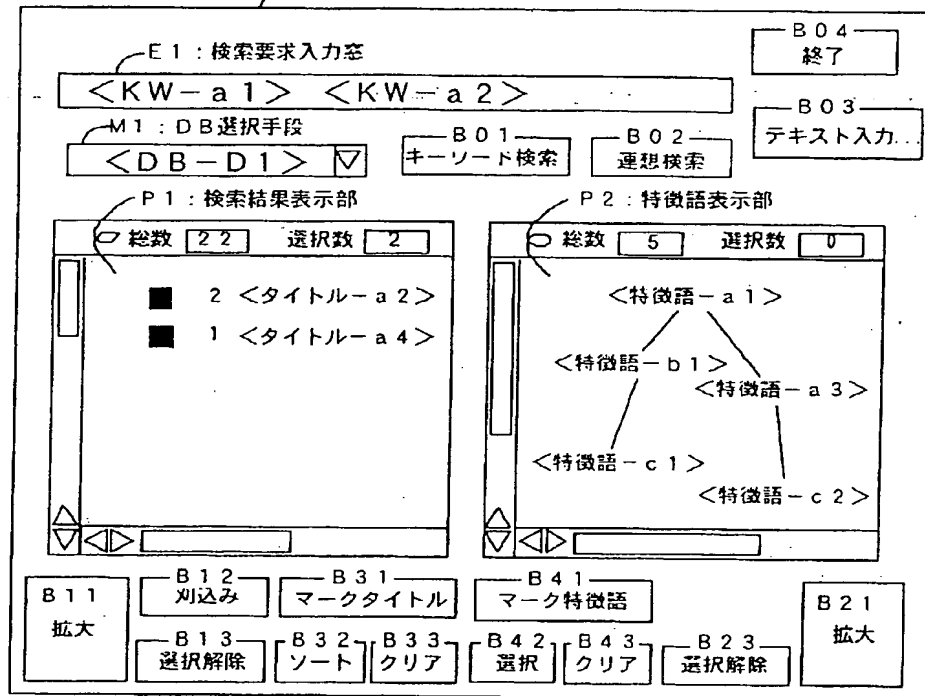 B04
終了
E1：検索要求入力窓
＜KW－a1＞ ＜KW－a2＞
B03
テキスト入力...
M1：DB選択手段
＜DB－D1＞ ▽
B01
キーワード検索
B02
連想検索
P1：検索結果表示部
総数 22 選択数 2
2 ＜タイトル－a2＞
1 ＜タイトル－a4＞
P2：特徴語表示部
総数 5 選択数 0
＜特徴語－a1＞
＜特徴語－b1＞
＜特徴語－a3＞
＜特徴語－c1＞
＜特徴語－c2＞
B11
拡大
B12
刈込み
B31
マークタイトル
B41
マーク特徴語
B21
拡大
B13
選択解除
B32
ソート
B33
クリア
B42
選択
B43
クリア
B23
選択解除